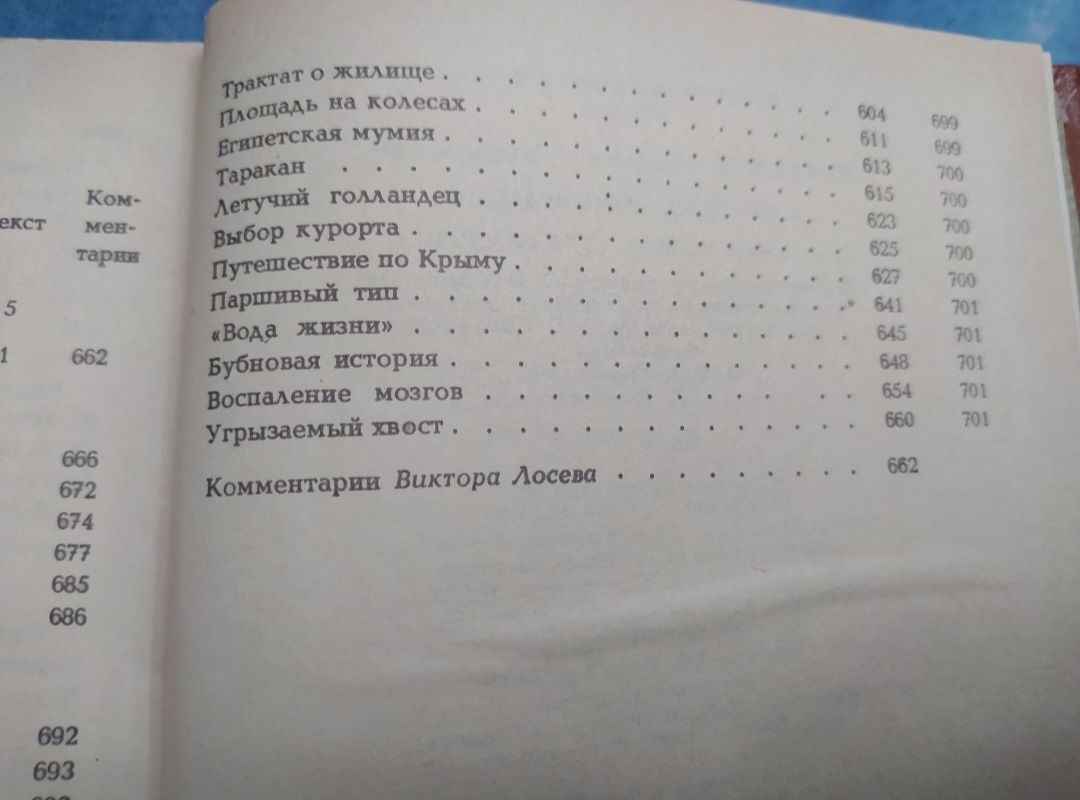 Ком-
екст мен-
тарии
5
1 662
666
672
674
677
685
686
692
693
Трактат о жилище . . . . . . . . . . . . . 604 699
Площадь на колесах . . . . . . . . . . . . 611 699
Египетская мумия . . . . . . . . . . . . . 613 700
Таракан . . . . . . . . . . . . . . . 615 700
Летучий голландец . . . . . . . . . . . . 623 700
Выбор курорта . . . . . . . . . . . . . . 625 700
Путешествие по Крыму . . . . . . . . . . . 627 700
Паршивый тип . . . . . . . . . . . . . . 641 701
«Вода жизни» . . . . . . . . . . . . . . 645 701
Бубновая история . . . . . . . . . . . . . 648 701
Воспаление мозгов . . . . . . . . . . . . 654 701
Угрызаемый хвост . . . . . . . . . . . . . 660 701
Комментарии Виктора Лосева . . . . . . . . . 662